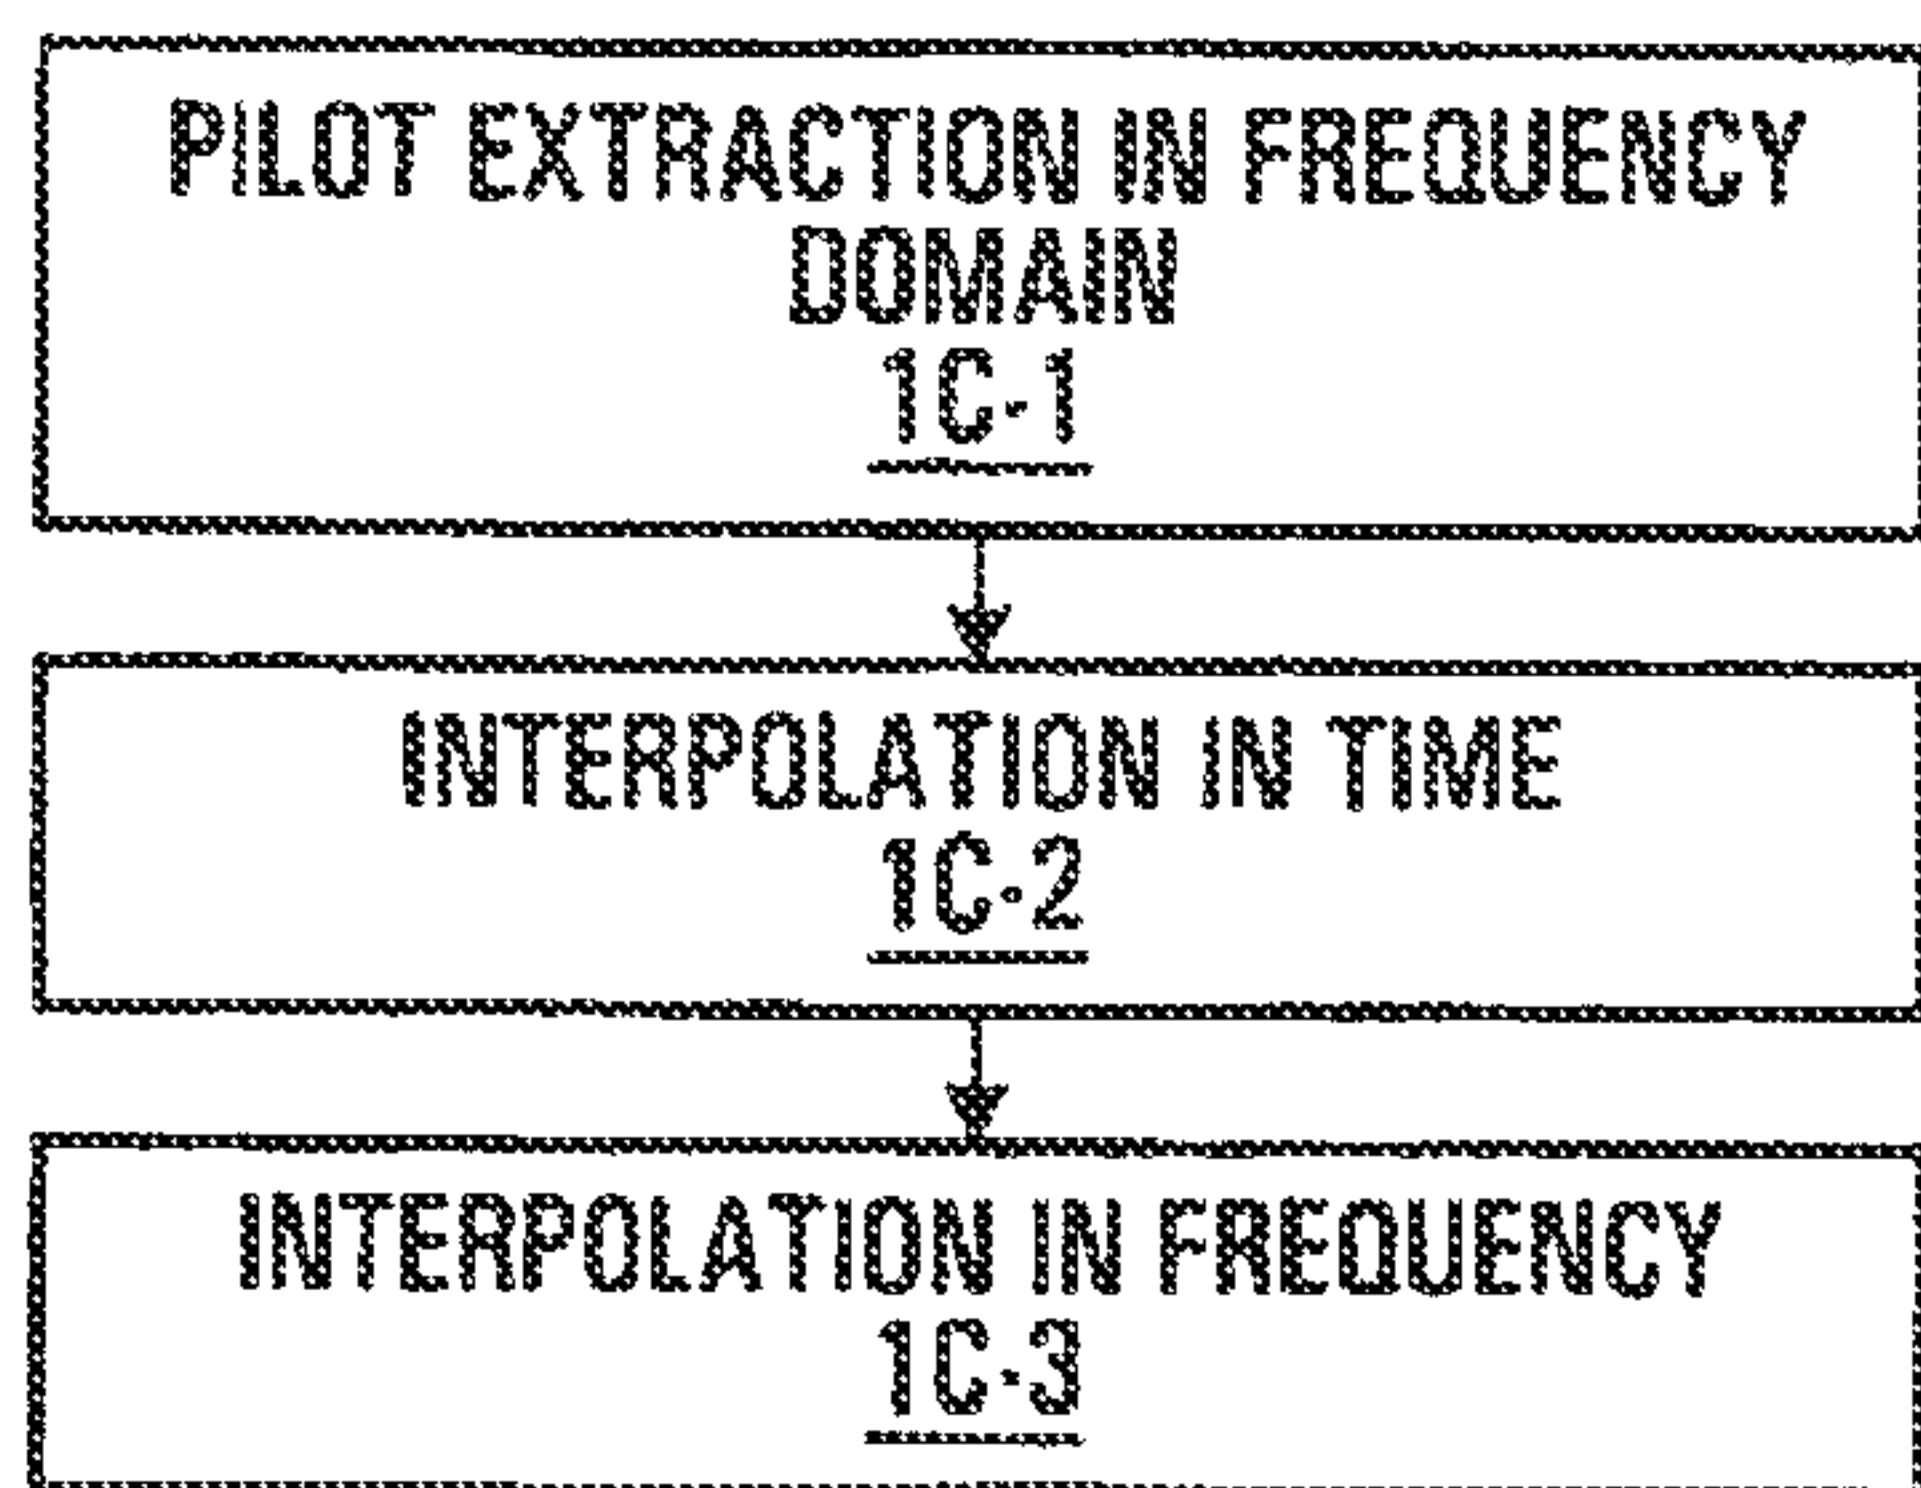 PILOT EXTRACTION IN FREQUENCY
DOMAIN
1C-1
INTERPOLATION IN TIME
1C-2
INTERPOLATION IN FREQUENCY
1C-3